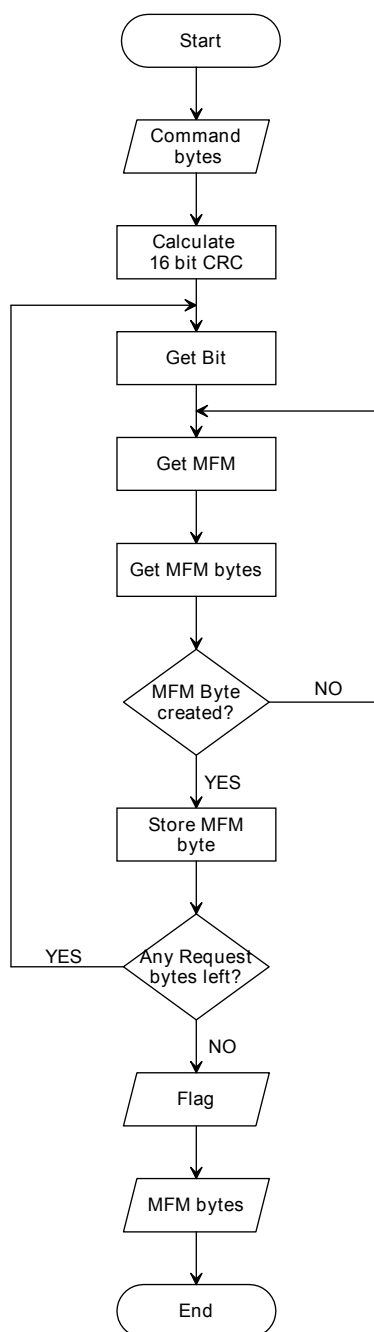 Start
Command
bytes
Calculate
16 bit CRC
Get Bit
Get MFM
Get MFM bytes
MFM Byte
created?
NO
YES
Store MFM
byte
Any Request
bytes left?
YES
NO
Flag
MFM bytes
End